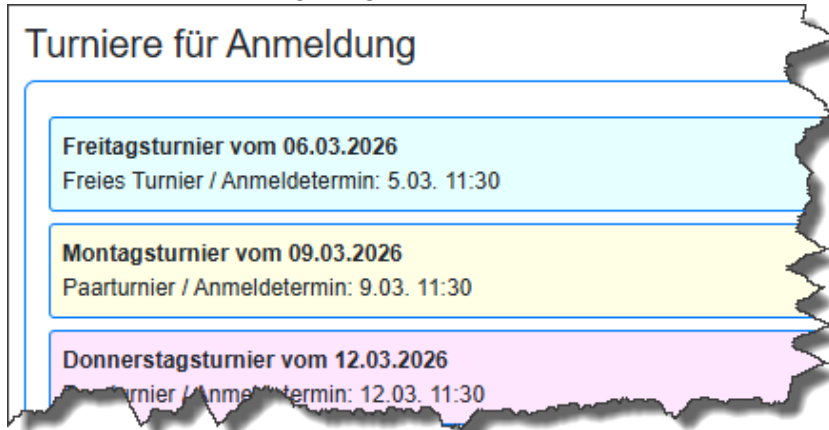 Turniere für Anmeldung
Freitagsturnier vom 06.03.2026
Freies Turnier / Anmeldetermin: 5.03. 11:30
Montagsturnier vom 09.03.2026
Paarturnier / Anmeldetermin: 9.03. 11:30
Donnerstagsturnier vom 12.03.2026
/ 12.03. 11:30